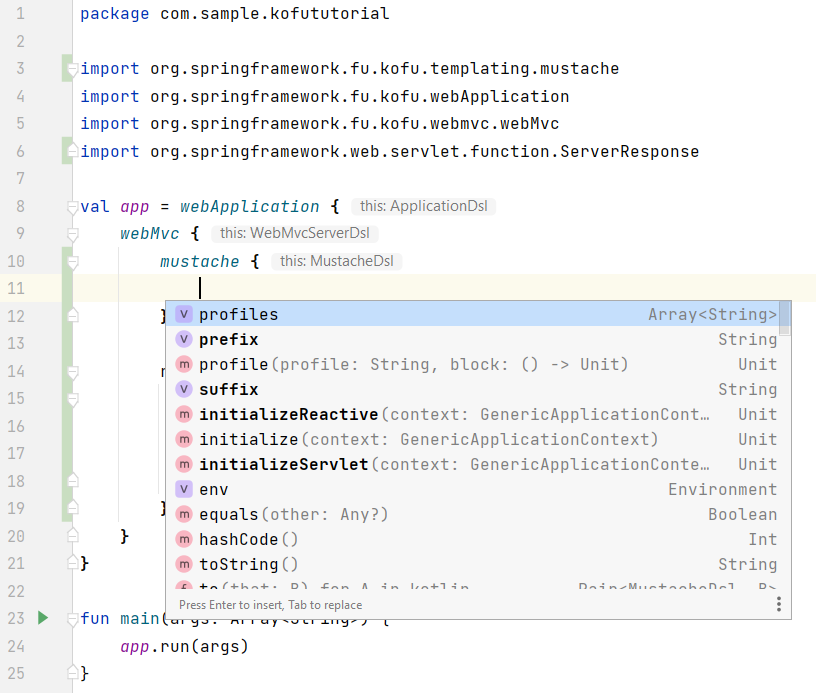 1 package com.sample.kofututorial
2
3 import org.springframework.fu.kofu.templating.mustache
4 import org.springframework.fu.kofu.webApplication
5 import org.springframework.fu.kofu.webmvc.webMvc
6 import org.springframework.web.servlet.function.ServerResponse
7
8 val app = webApplication { this: ApplicationDsl
9 webMvc { this: WebMvcServerDsl
10 mustache { this: MustacheDsl
11
v profiles Array<String>
12 }
v prefix String
13
m profile(profile: String, block: () -> Unit) Unit
14
v suffix String
15
m initializeReactive(context: GenericApplicationCont… Unit
16
m initialize(context: GenericApplicationContext) Unit
17
m initializeServlet(context: GenericApplicationConte… Unit
18
v env Environment
19 }
m equals(other: Any?) Boolean
20 }
m hashCode() Int
21 }
m toString() String
22
f to(that: B) for A in kotlin Pair<MustacheDsl, B>
Press Enter to insert, Tab to replace
23 fun main(args: Array<String>) {
24 app.run(args)
25 }